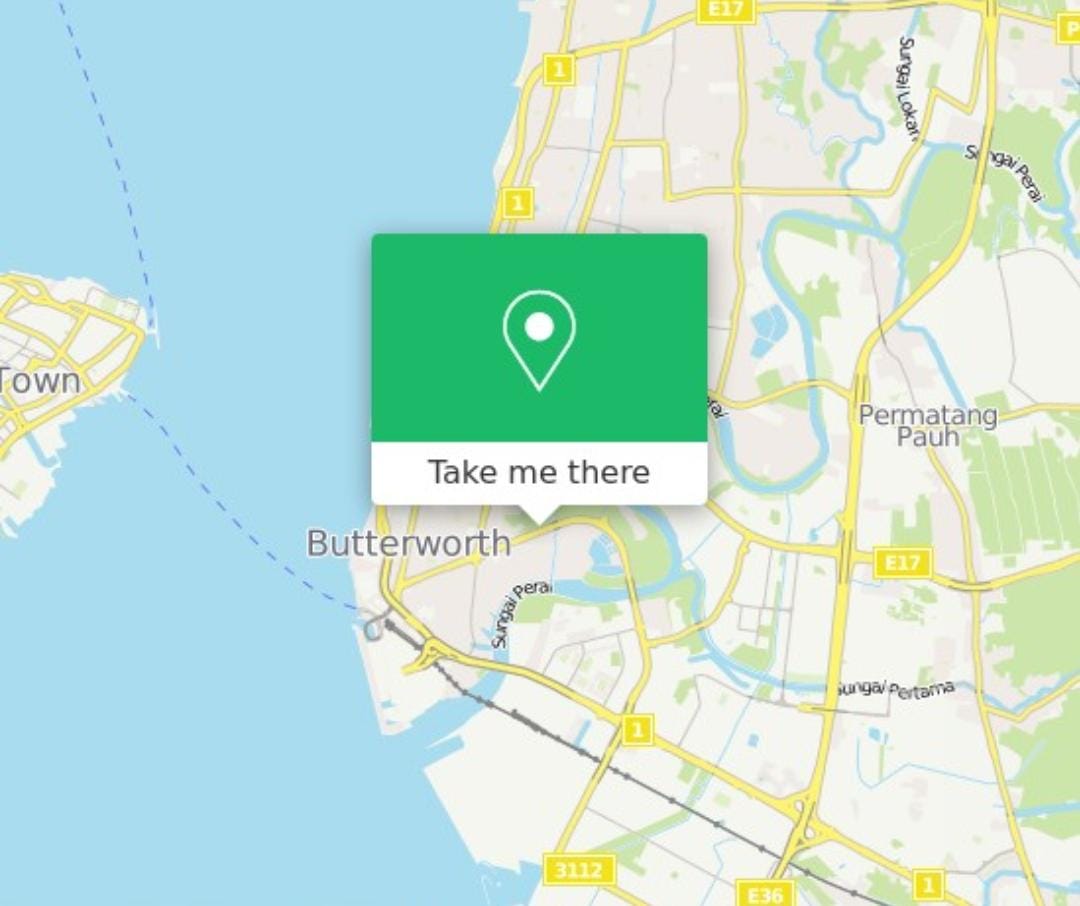 E17
P
1
Sungai Lokan
Sungai Perai
1
Town
Take me there
Permatang
Pauh
Butterworth
E17
Sungai Perai
Sungai Pertama
1
3112
E36
1